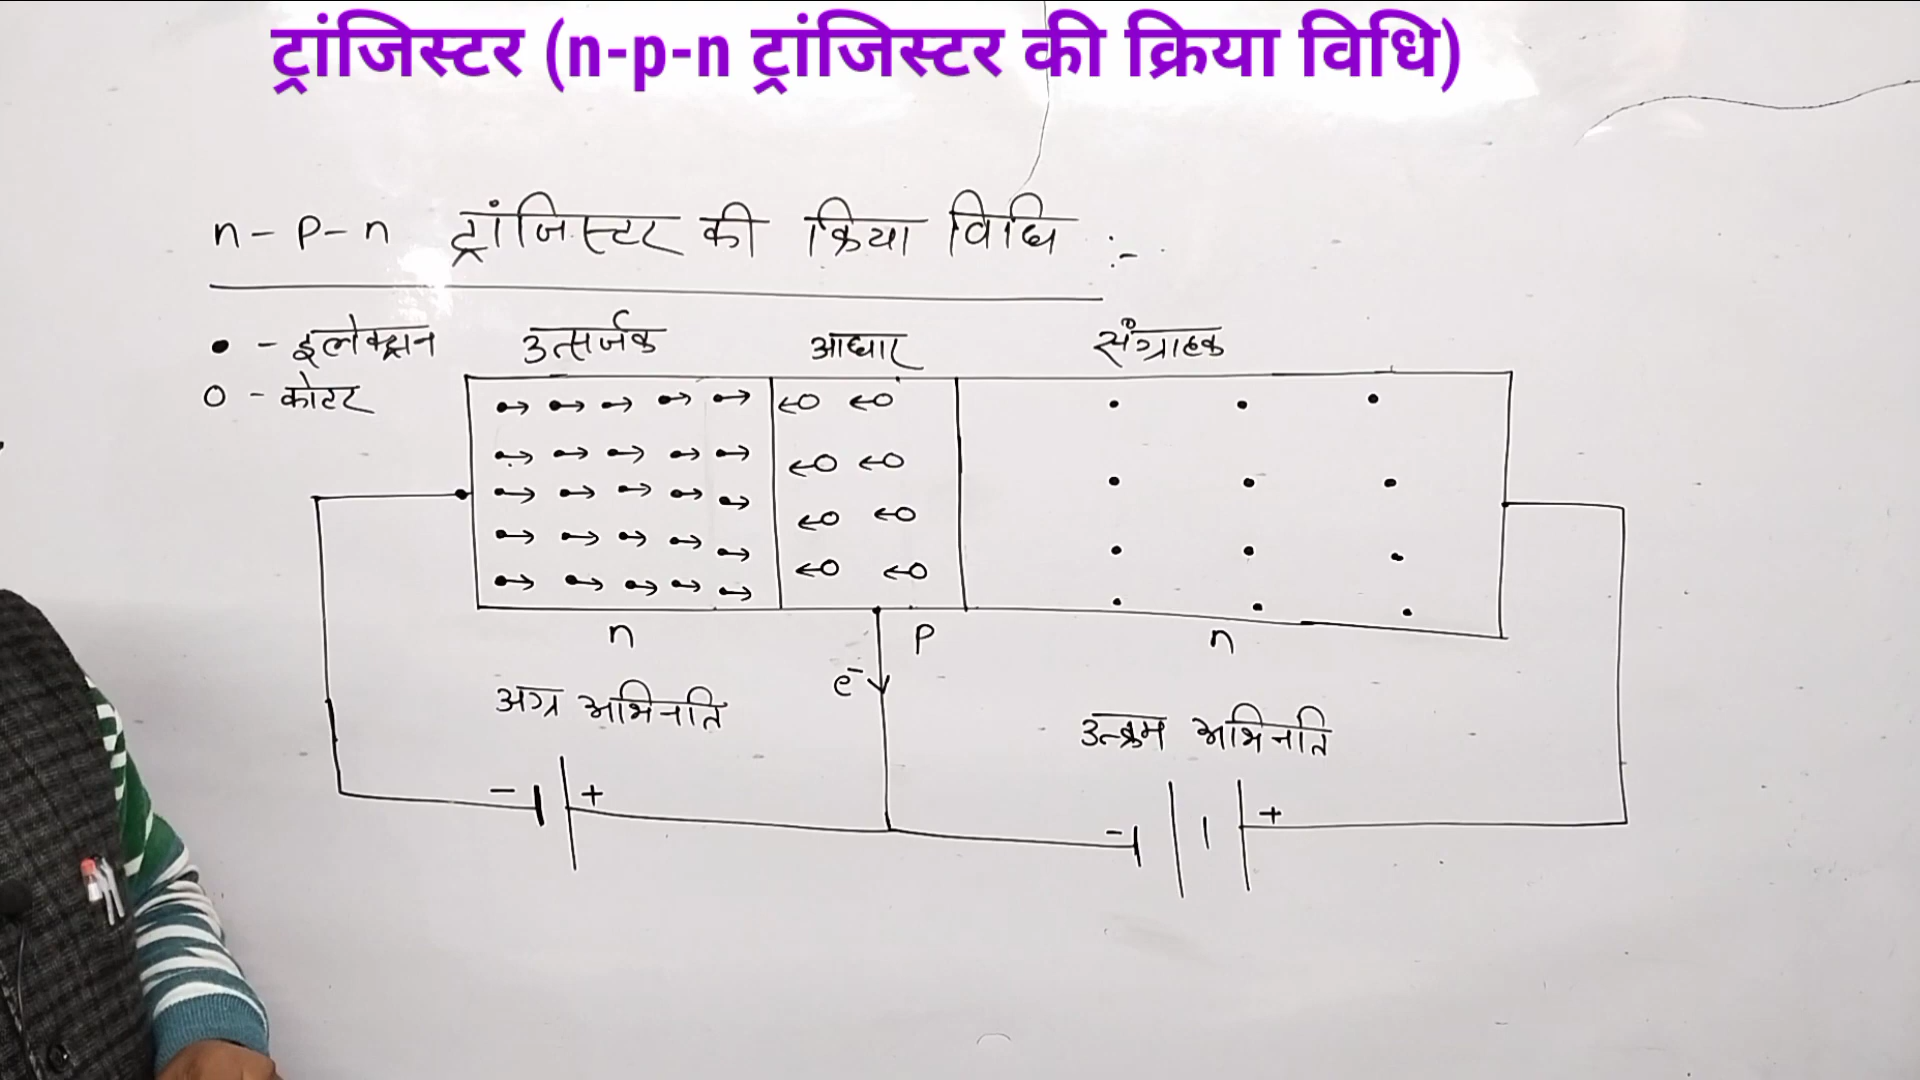 ट्रांजिस्टर (n-p-n ट्रांजिस्टर की क्रिया विधि)
n-p-n ट्रांजिस्टर की क्रिया विधि :-
• - इलेक्ट्रान
उत्सर्जक आधार संग्राहक
o - कोटर
n p n
e⁻
अग्र अभिनति
उत्क्रम अभिनति
- +
- +